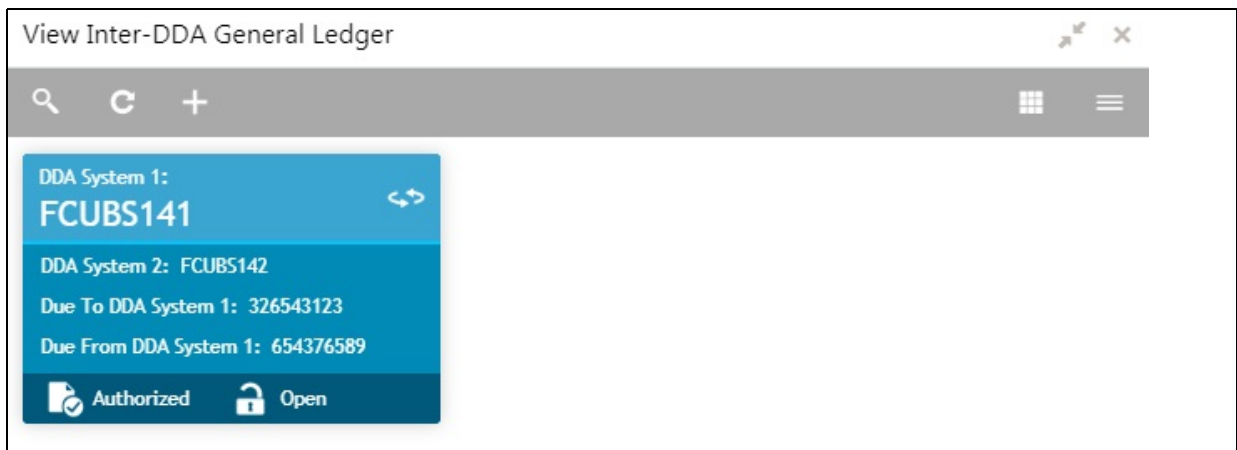 View Inter-DDA General Ledger
DDA System 1:
FCUBS141
DDA System 2: FCUBS142
Due To DDA System 1: 326543123
Due From DDA System 1: 654376589
Authorized Open